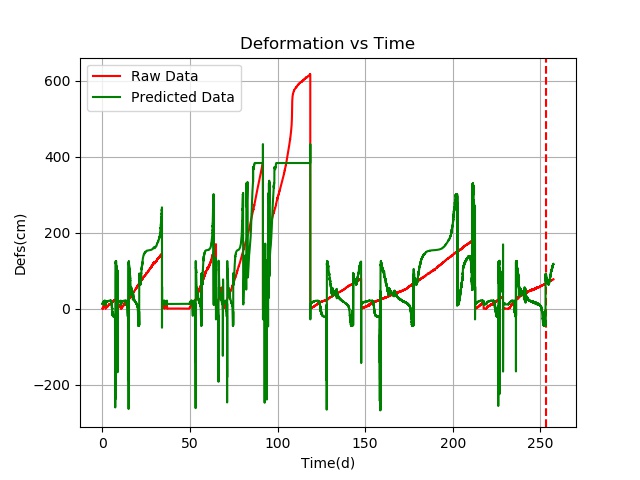 Deformation vs Time
Raw Data
Predicted Data
600
400
200
0
−200
Defs(cm)
0 50 100 150 200 250
Time(d)